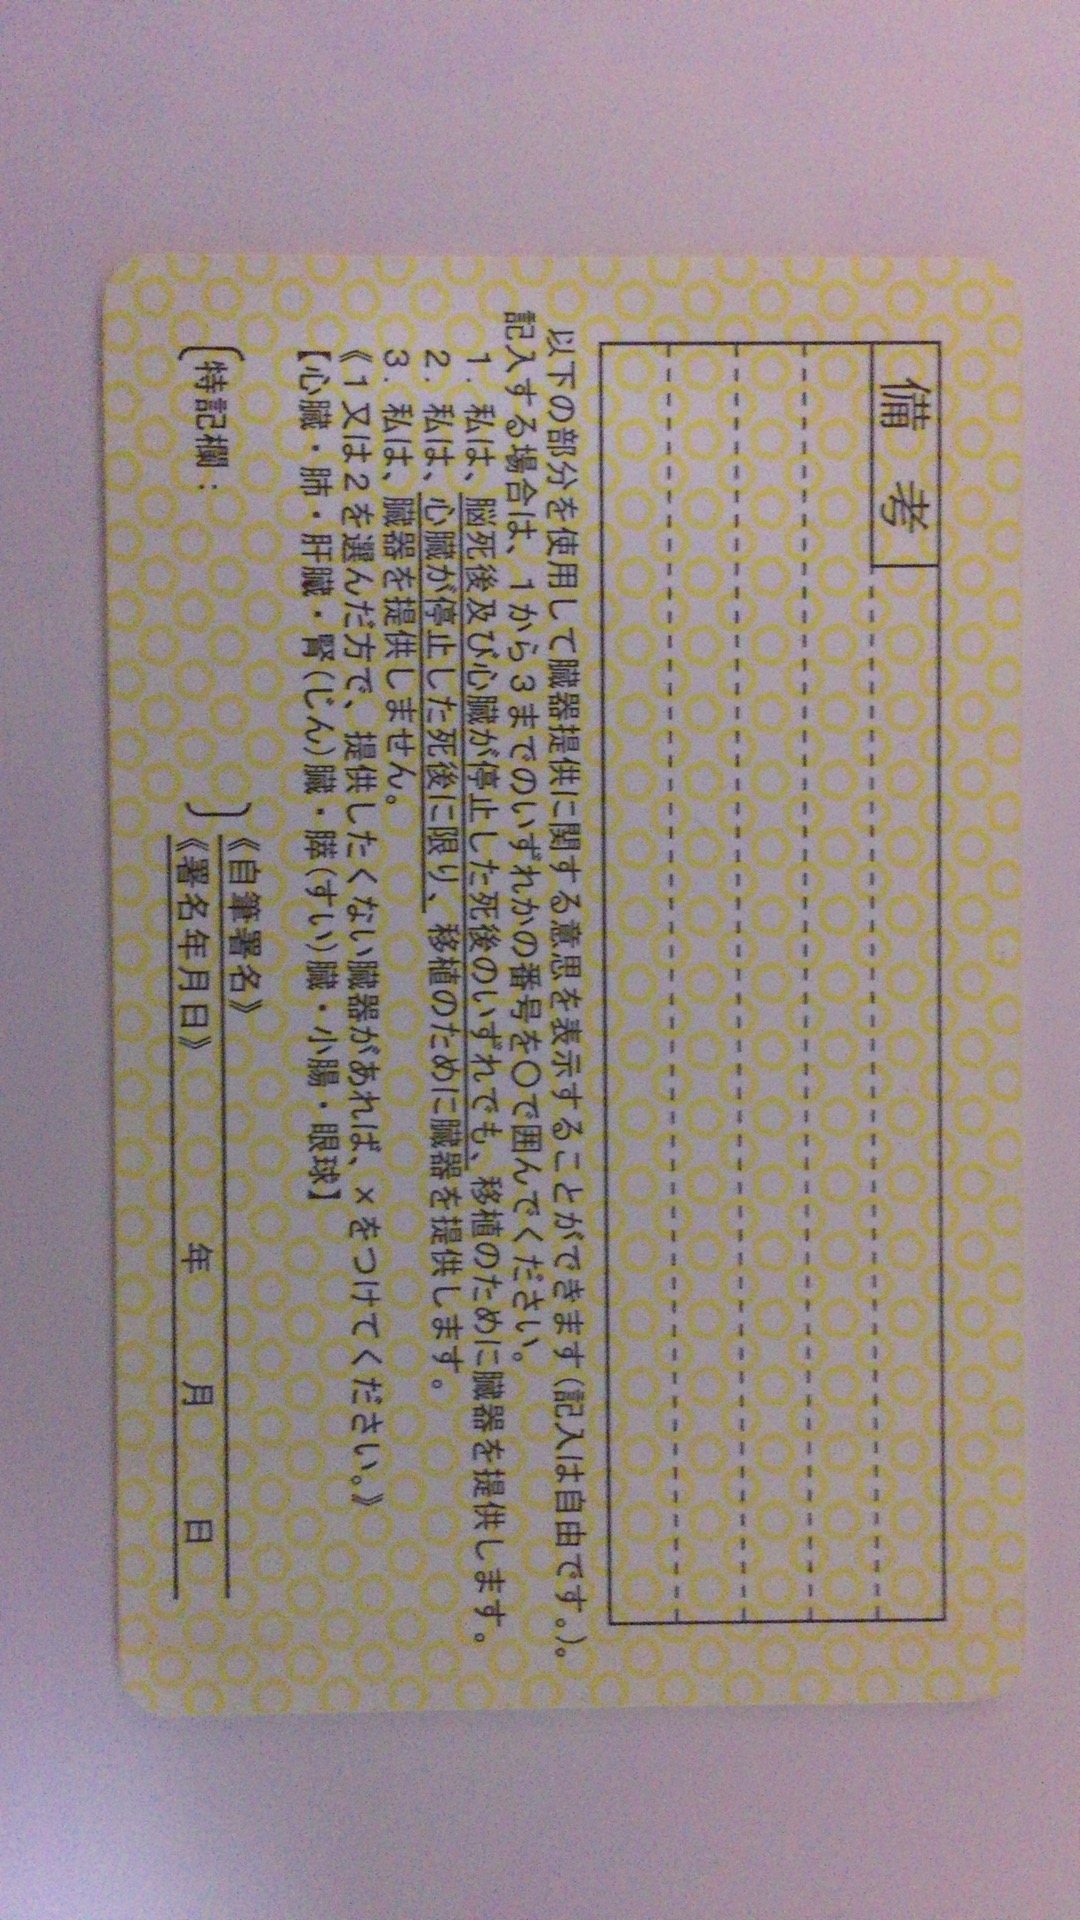 備考
以下の部分を使用して臓器提供に関する意思を表示することができます(記入は自由です。)。
記入する場合は、1から3までのいずれかの番号を〇で囲んでください。
1. 私は、脳死後及び心臓が停止した死後のいずれでも、移植のために臓器を提供します。
2. 私は、心臓が停止した死後に限り、移植のために臓器を提供します。
3. 私は、臓器を提供しません。
《1又は2を選んだ方で、提供したくない臓器があれば、×をつけてください。》
【心臓・肺・肝臓・腎(じん)臓・膵(すい)臓・小腸・眼球】
〔特記欄: 〕《自筆署名》
《署名年月日》 年 月 日